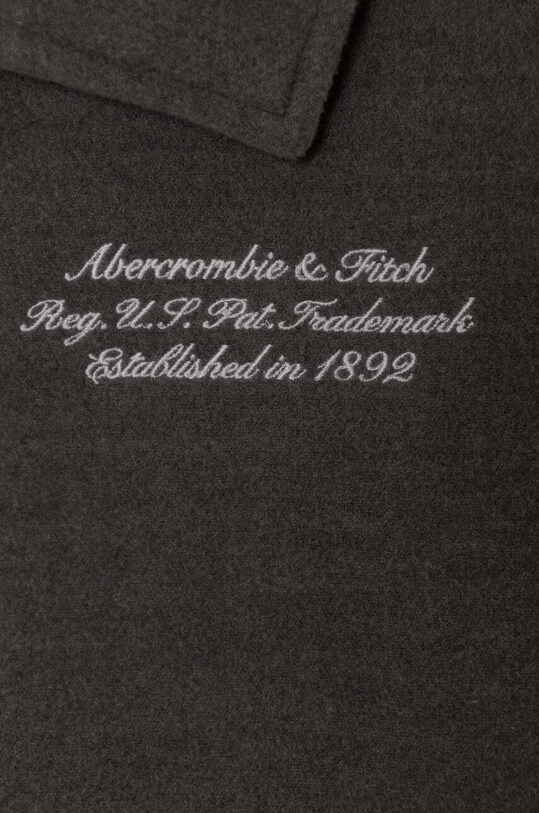 Abercrombie & Fitch
Reg. U.S. Pat. Trademark
Established in 1892